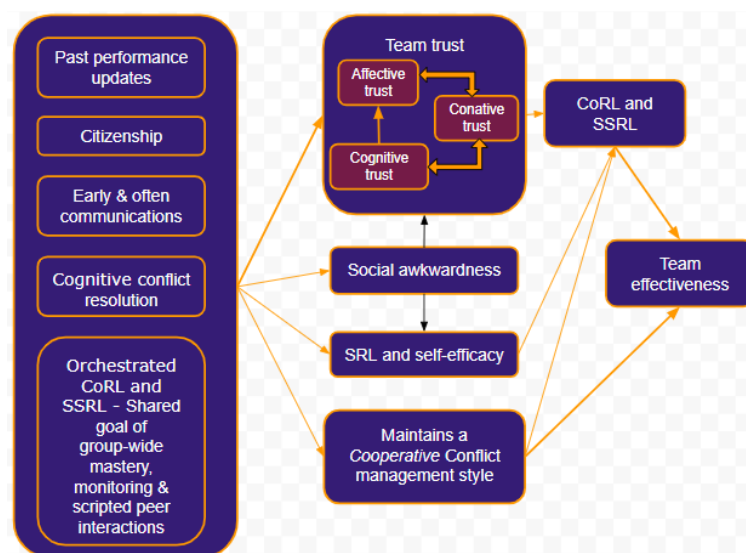 Past performance
updates
Citizenship
Early & often
communications
Cognitive conflict
resolution
Orchestrated
CoRL and
SSRL - Shared
goal of
group-wide
mastery,
monitoring &
scripted peer
interactions
Team trust
Affective
trust
Conative
trust
Cognitive
trust
Social awkwardness
SRL and self-efficacy
Maintains a
Cooperative Conflict
management style
CoRL and
SSRL
Team
effectiveness